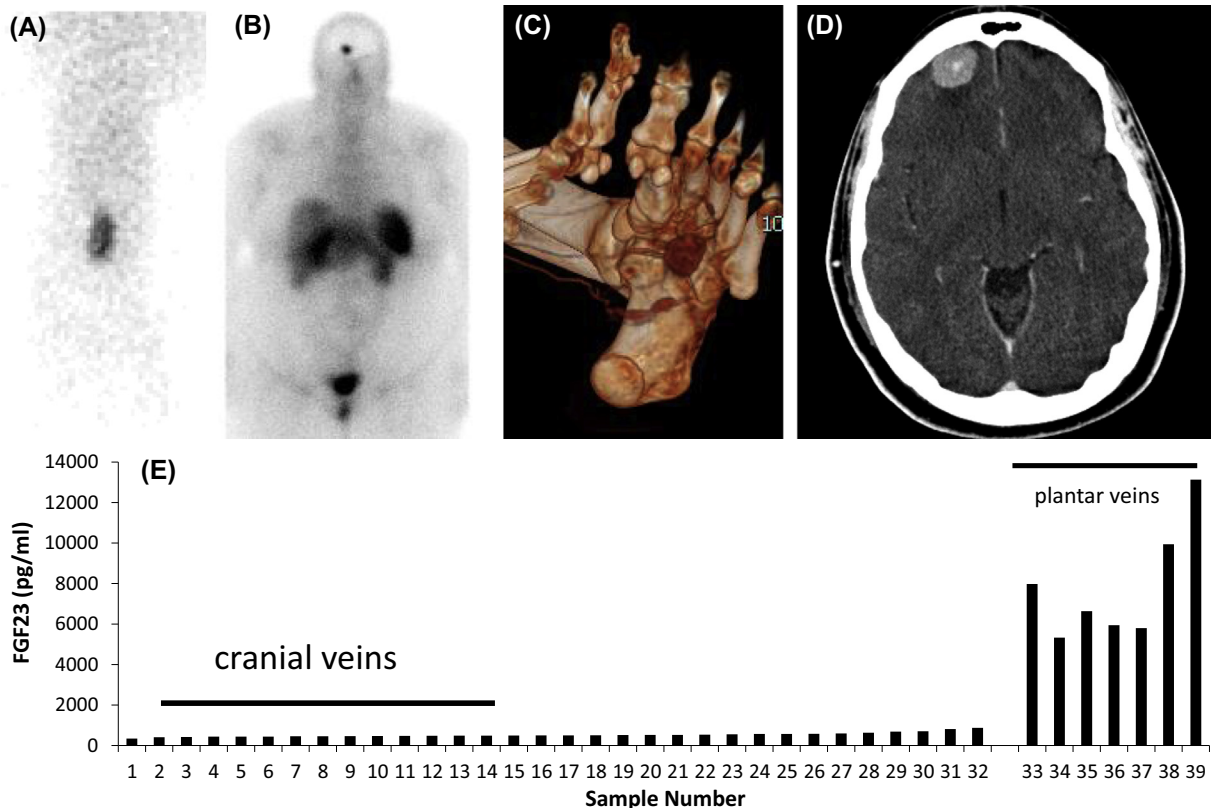 (A)
(B)
(C)
(D)
10
(E)
14000
12000
10000
8000
6000
4000
2000
0
FGF23 (pg/ml)
cranial veins
plantar veins
1 2 3 4 5 6 7 8 9 10 11 12 13 14 15 16 17 18 19 20 21 22 23 24 25 26 27 28 29 30 31 32 33 34 35 36 37 38 39
Sample Number